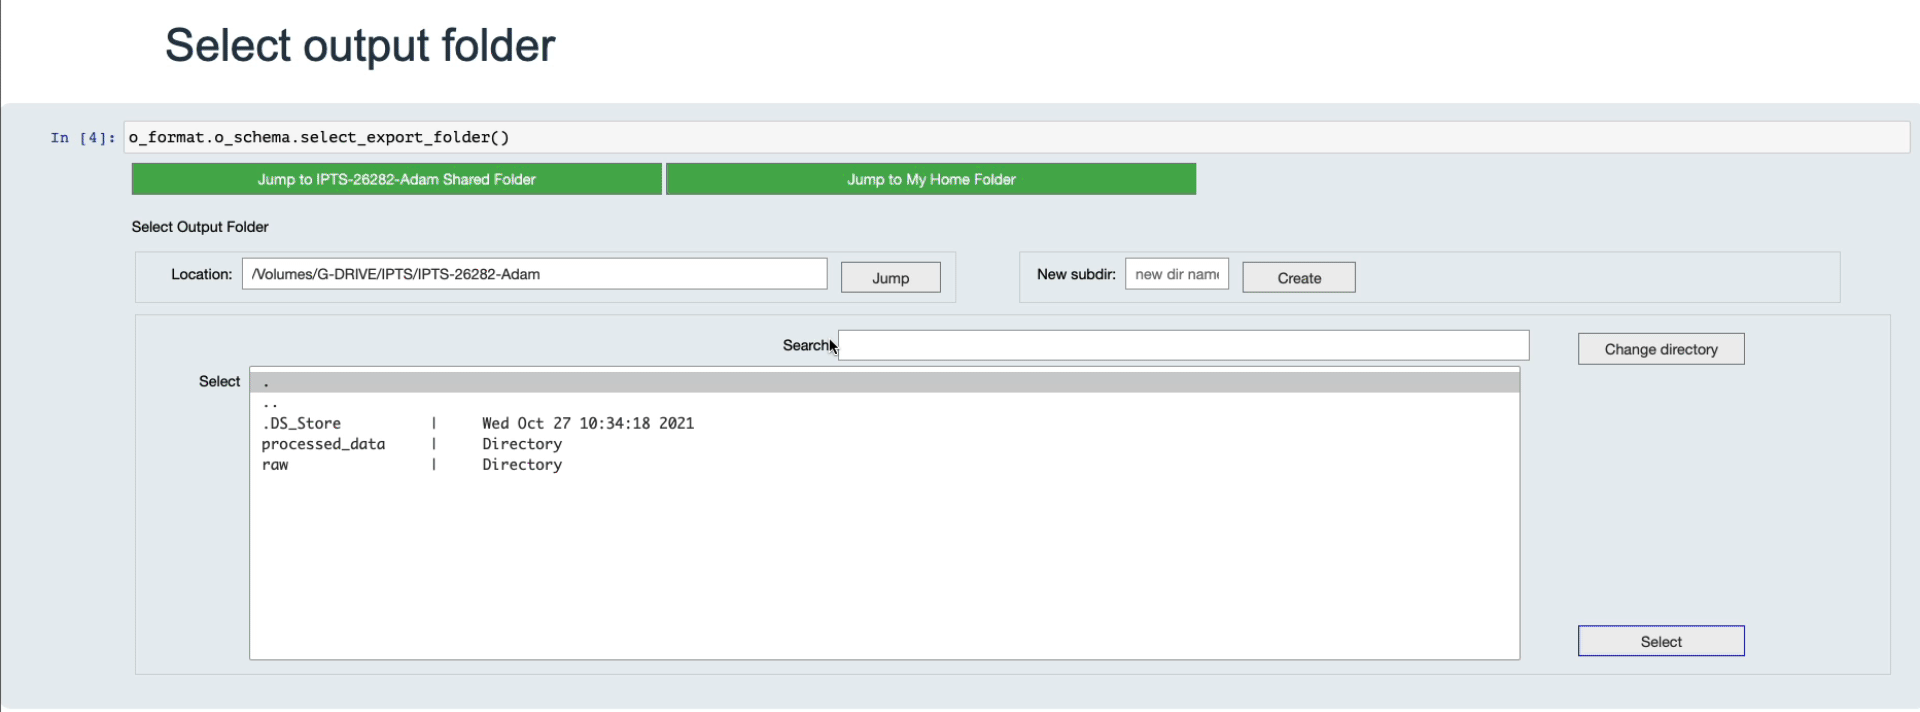 Select output folder
In [4]: o_format.o_schema.select_export_folder()
Jump to IPTS-26282-Adam Shared Folder Jump to My Home Folder
Select Output Folder
Location: /Volumes/G-DRIVE/IPTS/IPTS-26282-Adam Jump New subdir: new dir name Create
Search: Change directory
Select .
..
.DS_Store | Wed Oct 27 10:34:18 2021
processed_data | Directory
raw | Directory
Select